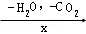 -H₂O, -CO₂
x